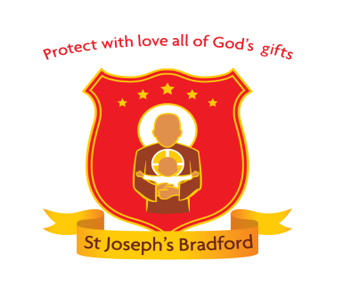 Protect with love all of God's gifts
St Joseph's Bradford